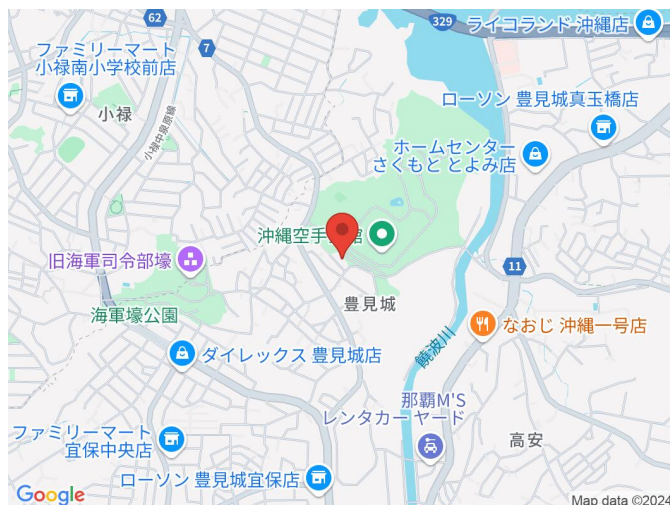 62
329
ライコランド 沖縄店
ファミリーマート
小禄南小学校前店
7
ローソン 豊見城真玉橋店
小禄
小禄中央原線
ホームセンター
さくもと とよみ店
沖縄空手
館
旧海軍司令部壕
11
海軍壕公園
豊見城
なおじ 沖縄一号店
饒波川
ダイレックス 豊見城店
那覇M'S
レンタカー ヤード
ファミリーマート
宜保中央店
高安
ローソン 豊見城宜保店
Google
Map data ©2024